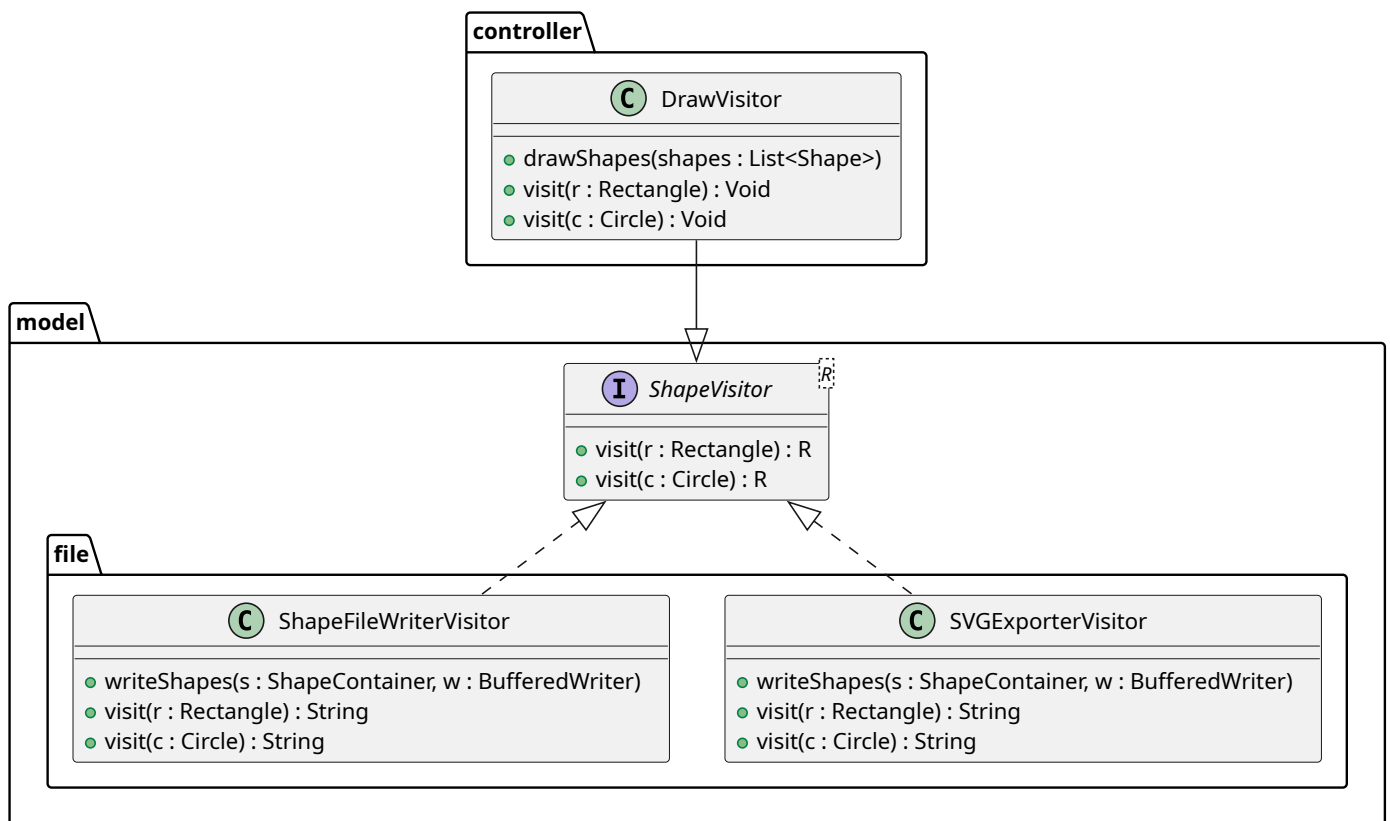 controller
C DrawVisitor
drawShapes(shapes : List<Shape>)
visit(r : Rectangle) : Void
visit(c : Circle) : Void
model
I ShapeVisitor R
visit(r : Rectangle) : R
visit(c : Circle) : R
file
C ShapeFileWriterVisitor
writeShapes(s : ShapeContainer, w : BufferedWriter)
visit(r : Rectangle) : String
visit(c : Circle) : String
C SVGExporterVisitor
writeShapes(s : ShapeContainer, w : BufferedWriter)
visit(r : Rectangle) : String
visit(c : Circle) : String